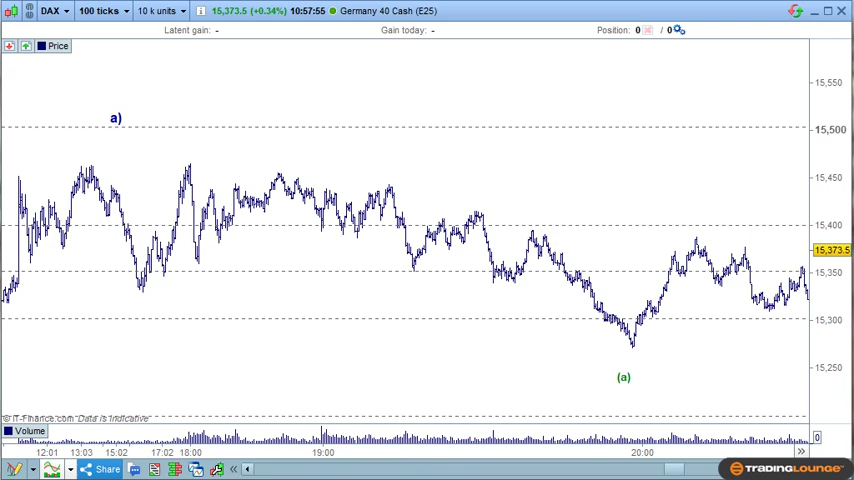 DAX 100 ticks 10 k units 15,373.5 (+0.34%) 10:57:55 Germany 40 Cash (E25)
Latent gain: - Gain today: - Position: 0 / 0
Price
15,550
a)
15,500
15,450
15,400
15,373.5
15,350
15,300
15,250
(a)
© IT-Finance.com Data is indicative
Volume
0
12:01 13:03 15:02 17:02 18:00 19:00 20:00
Share
TRADINGLOUNGE